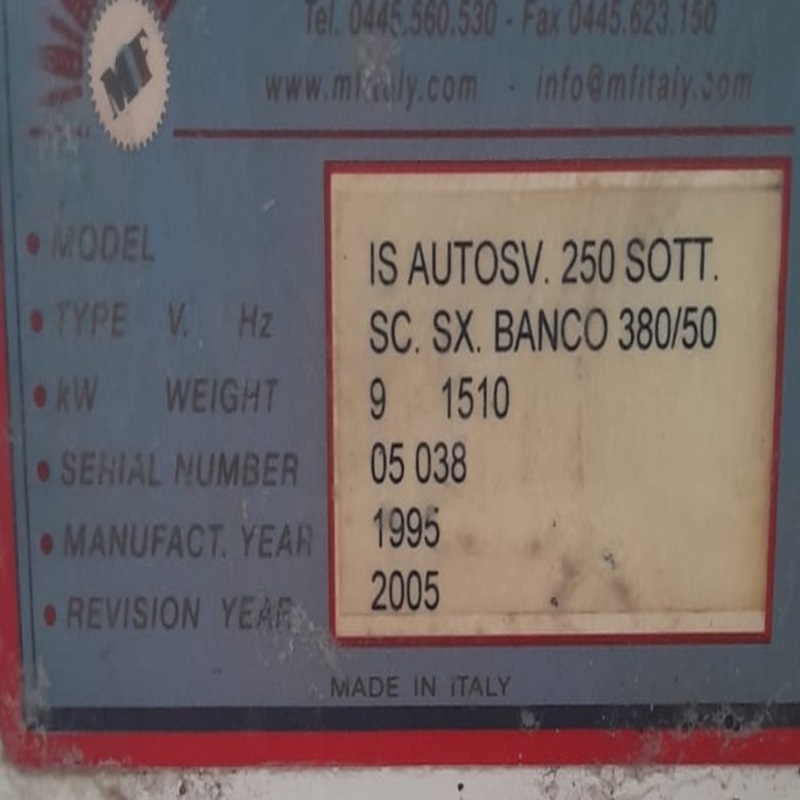 Tel. 0445.560.530 - Fax 0445.623.150
MF
www.mfitaly.com - info@mfitaly.com
MODEL IS AUTOSV. 250 SOTT.
TYPE V. Hz SC. SX. BANCO 380/50
kW WEIGHT 9 1510
SERIAL NUMBER 05 038
MANUFACT. YEAR 1995
REVISION YEAR 2005
MADE IN ITALY